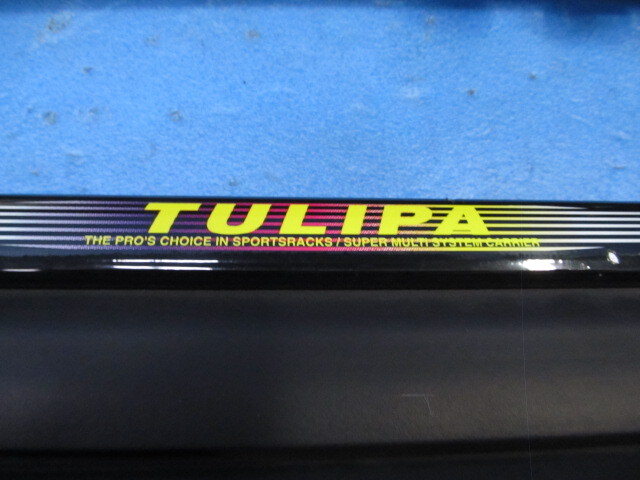 TULIPA
THE PRO'S CHOICE IN SPORTSRACKS / SUPER MULTI SYSTEM CARRIER